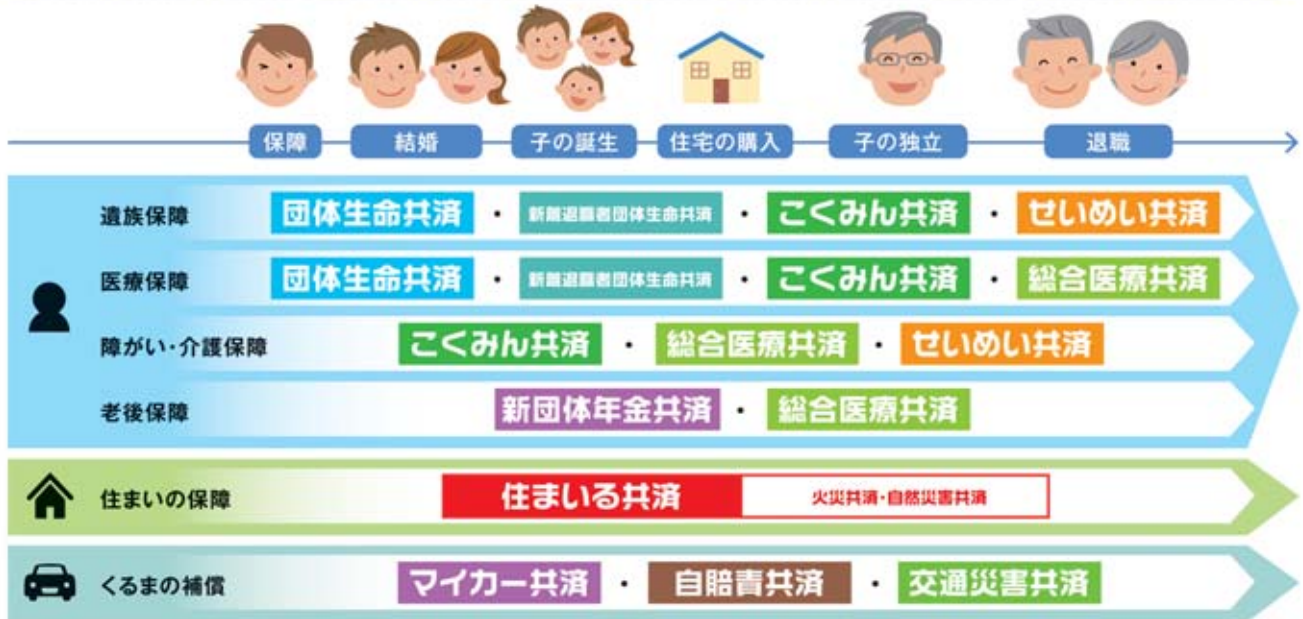 保障 結婚 子の誕生 住宅の購入 子の独立 退職
遺族保障 団体生命共済 ・ 新離退職者団体生命共済 ・ こくみん共済 ・ せいめい共済
医療保障 団体生命共済 ・ 新離退職者団体生命共済 ・ こくみん共済 ・ 総合医療共済
障がい・介護保障 こくみん共済 ・ 総合医療共済 ・ せいめい共済
老後保障 新団体年金共済 ・ 総合医療共済
住まいの保障 住まいる共済 火災共済・自然災害共済
くるまの補償 マイカー共済 ・ 自賠責共済 ・ 交通災害共済